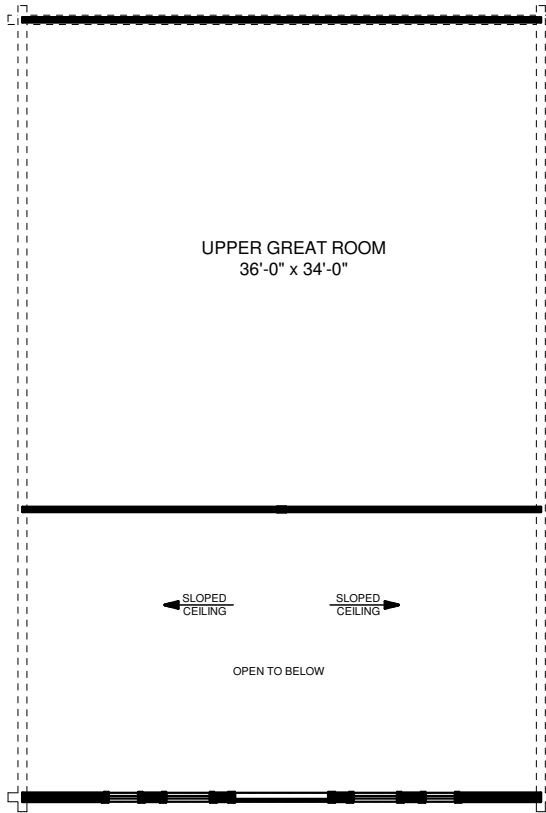 UPPER GREAT ROOM
36'-0" x 34'-0"
SLOPED
CEILING
SLOPED
CEILING
OPEN TO BELOW